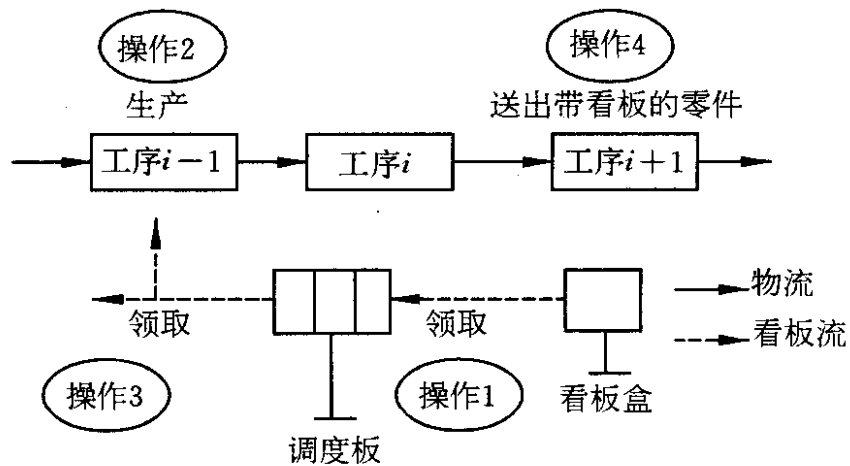 操作2
操作4
生产
送出带看板的零件
工序i-1
工序i
工序i+1
物流
领取
领取
看板流
操作3
操作1
看板盒
调度板